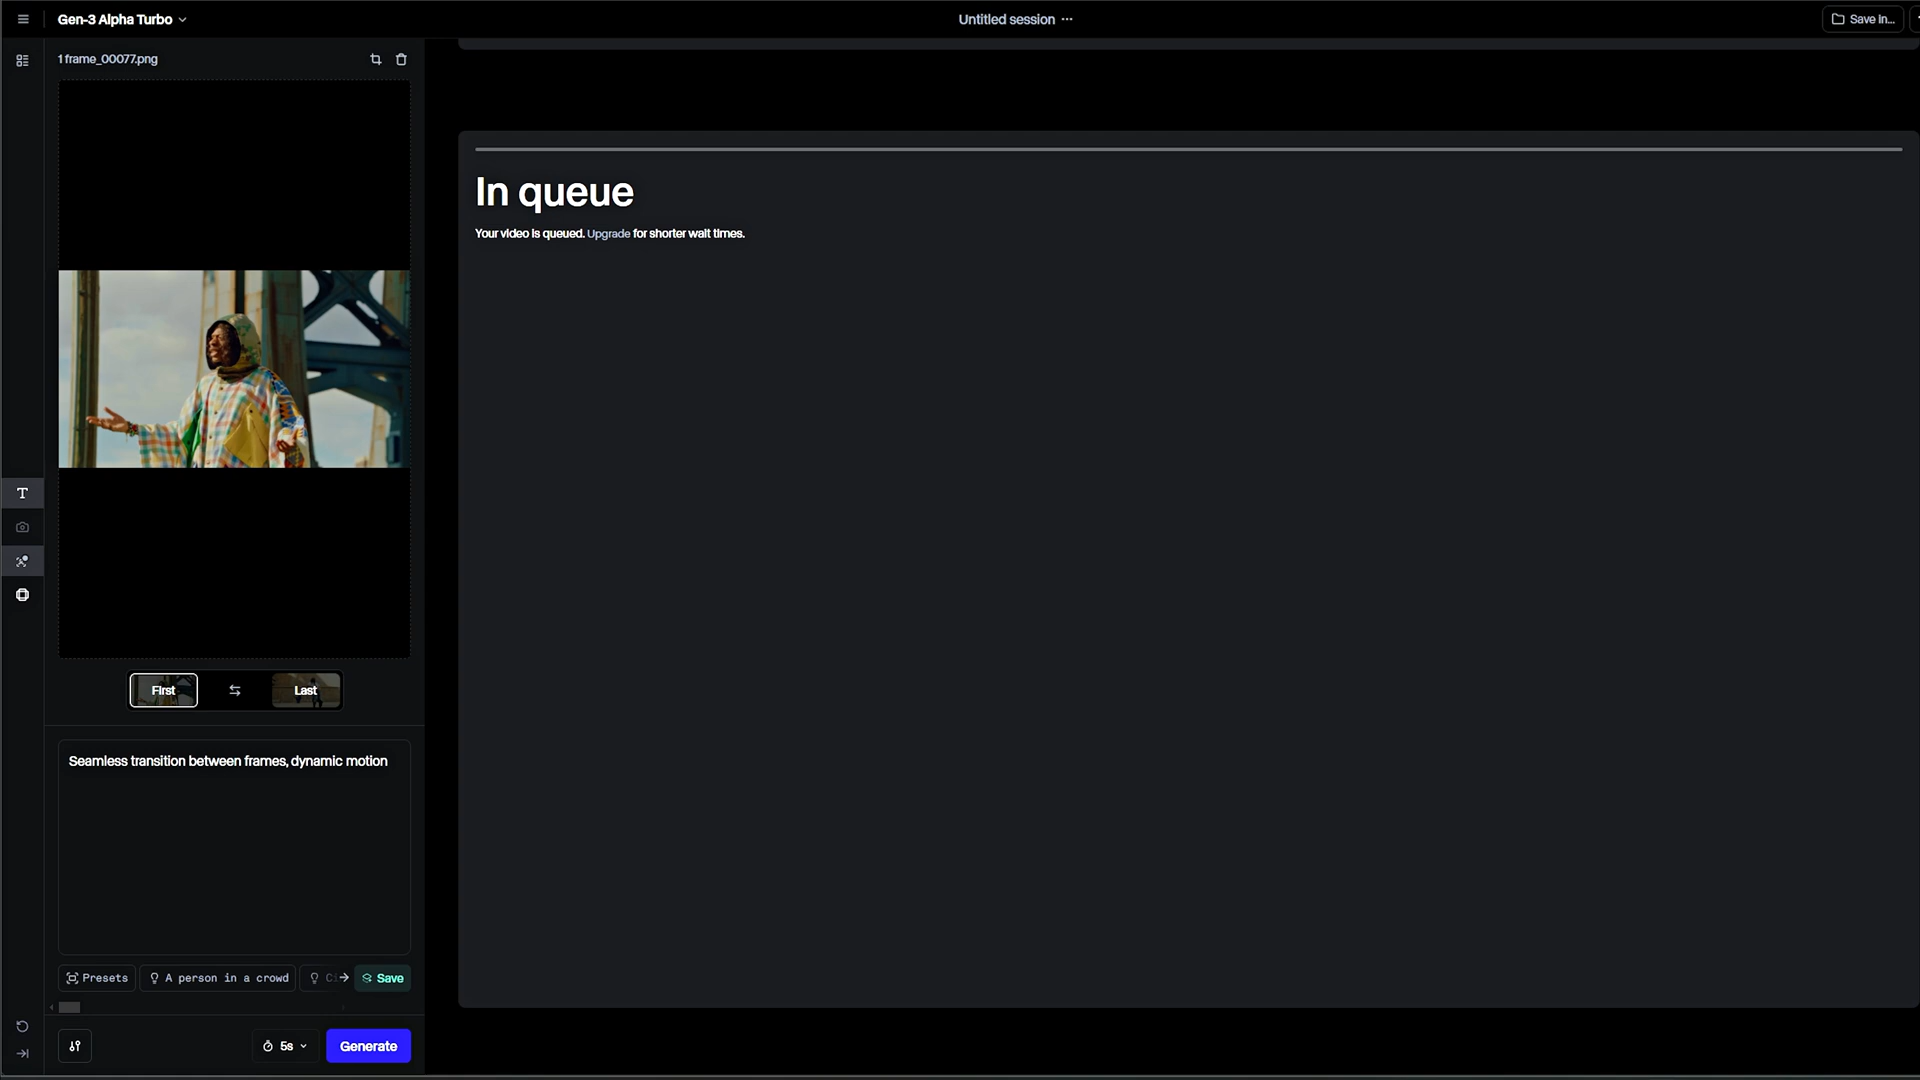 Gen-3 Alpha Turbo
Untitled session ...
Save in...
1 frame_00077.png
In queue
Your video is queued. Upgrade for shorter wait times.
T
First
Last
Seamless transition between frames, dynamic motion
Presets
A person in a crowd
Save
5s
Generate